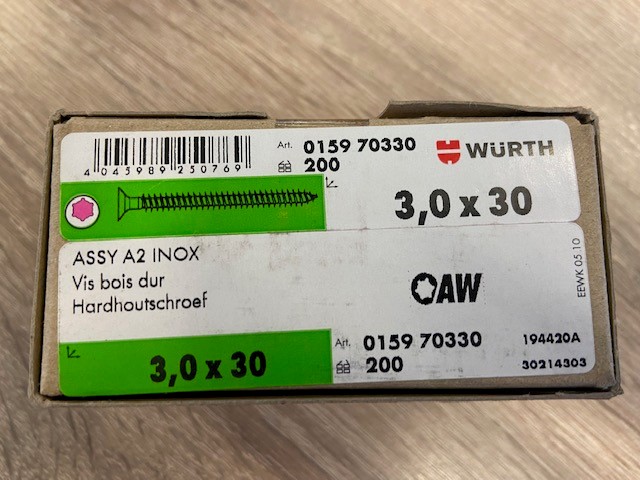 Art. 0159 70330
200
WÜRTH
4 045989 250769
3,0 x 30
ASSY A2 INOX
Vis bois dur
Hardhoutschroef
AW
EEWK 05.10
3,0 x 30
Art. 0159 70330
200
194420A
30214303